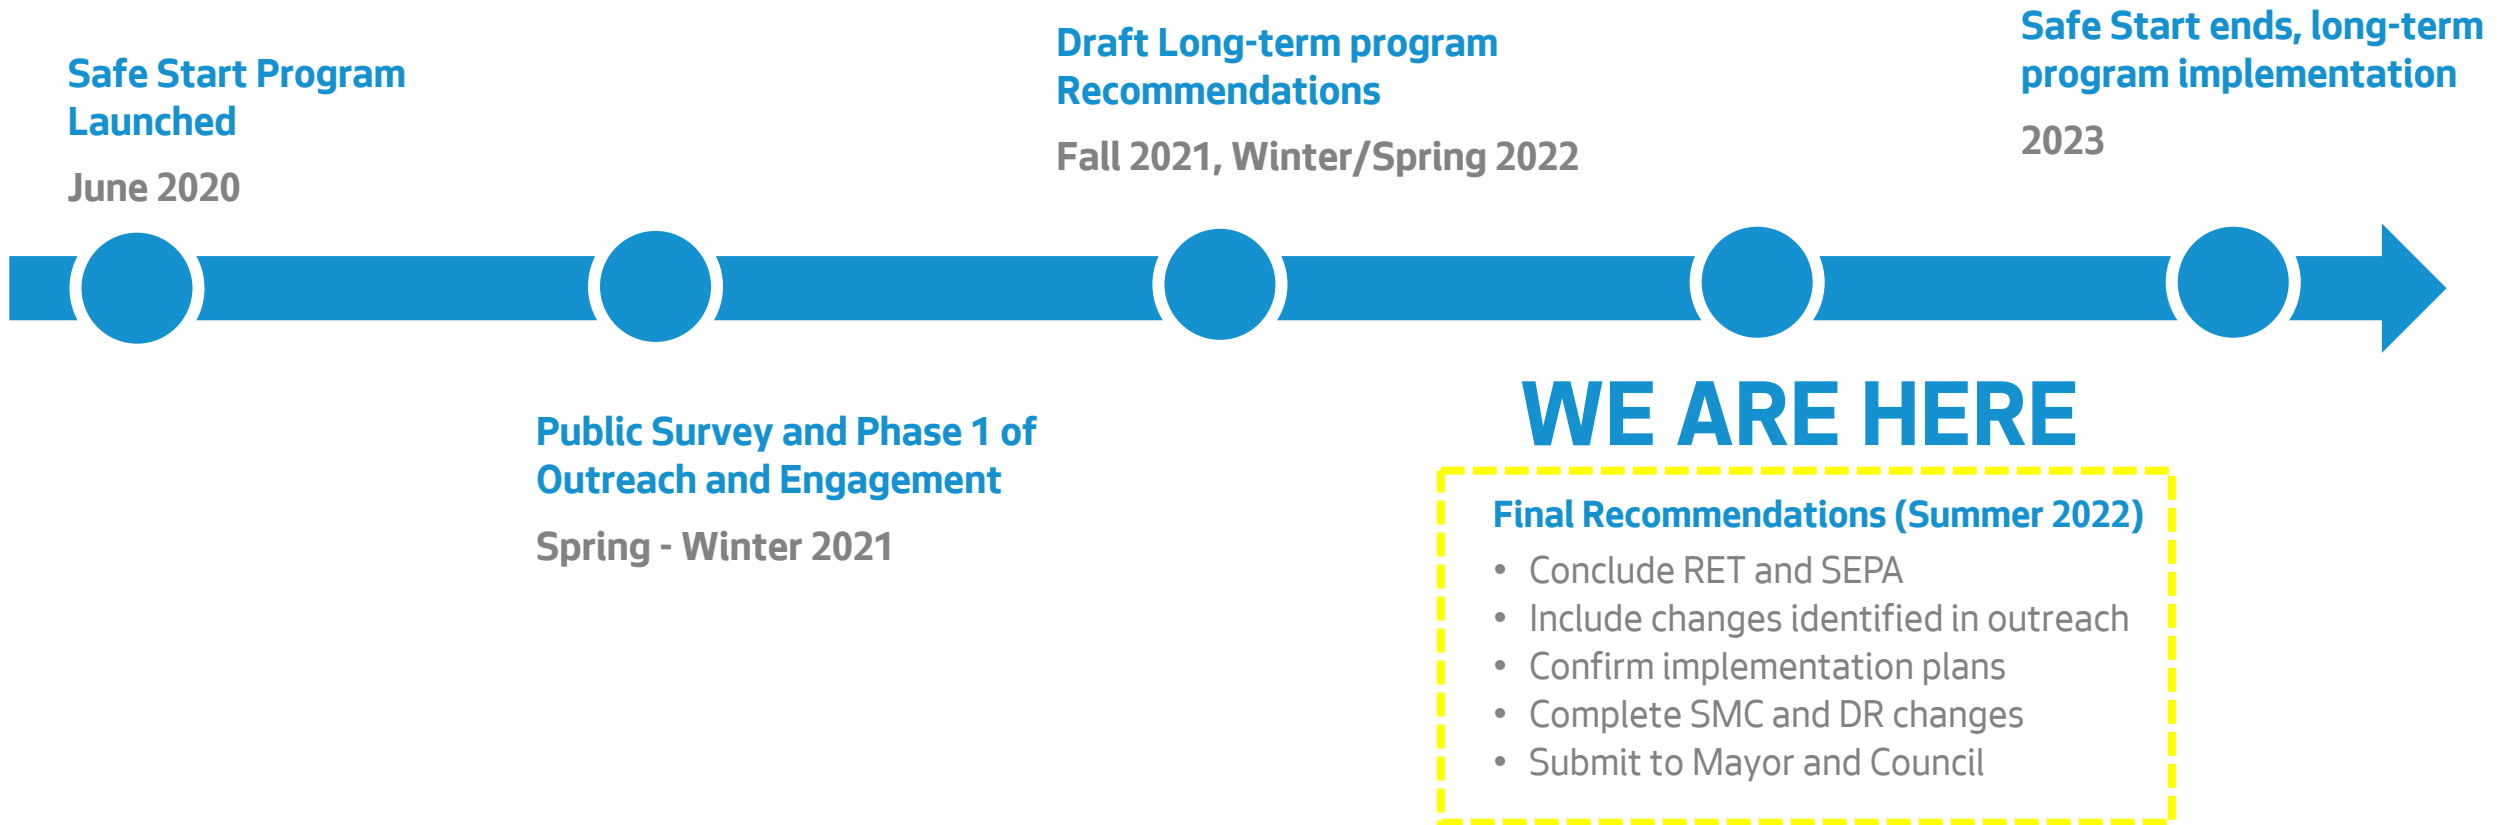 Safe Start Program
Launched
June 2020
Public Survey and Phase 1 of
Outreach and Engagement
Spring - Winter 2021
Draft Long-term program
Recommendations
Fall 2021, Winter/Spring 2022
WE ARE HERE
Final Recommendations (Summer 2022)
• Conclude RET and SEPA
• Include changes identified in outreach
• Confirm implementation plans
• Complete SMC and DR changes
• Submit to Mayor and Council
Safe Start ends, long-term
program implementation
2023